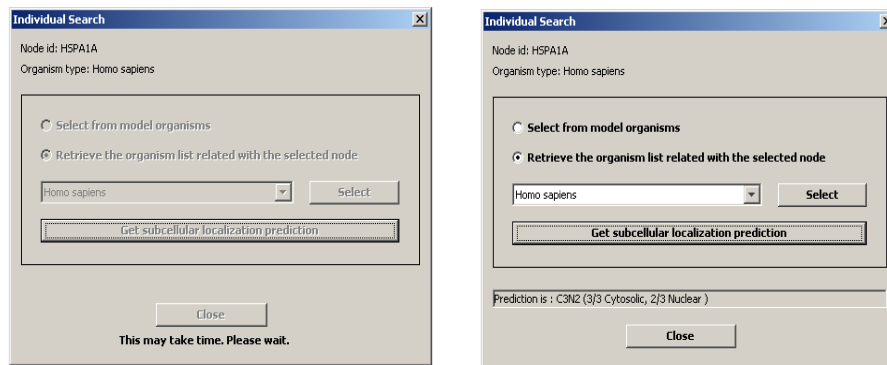 Individual Search
Node id: HSPA1A
Organism type: Homo sapiens
Select from model organisms
Retrieve the organism list related with the selected node
Homo sapiens
Select
Get subcellular localization prediction
Close
This may take time. Please wait.
Individual Search
Node id: HSPA1A
Organism type: Homo sapiens
Select from model organisms
Retrieve the organism list related with the selected node
Homo sapiens
Select
Get subcellular localization prediction
Prediction is : C3N2 (3/3 Cytosolic, 2/3 Nuclear )
Close